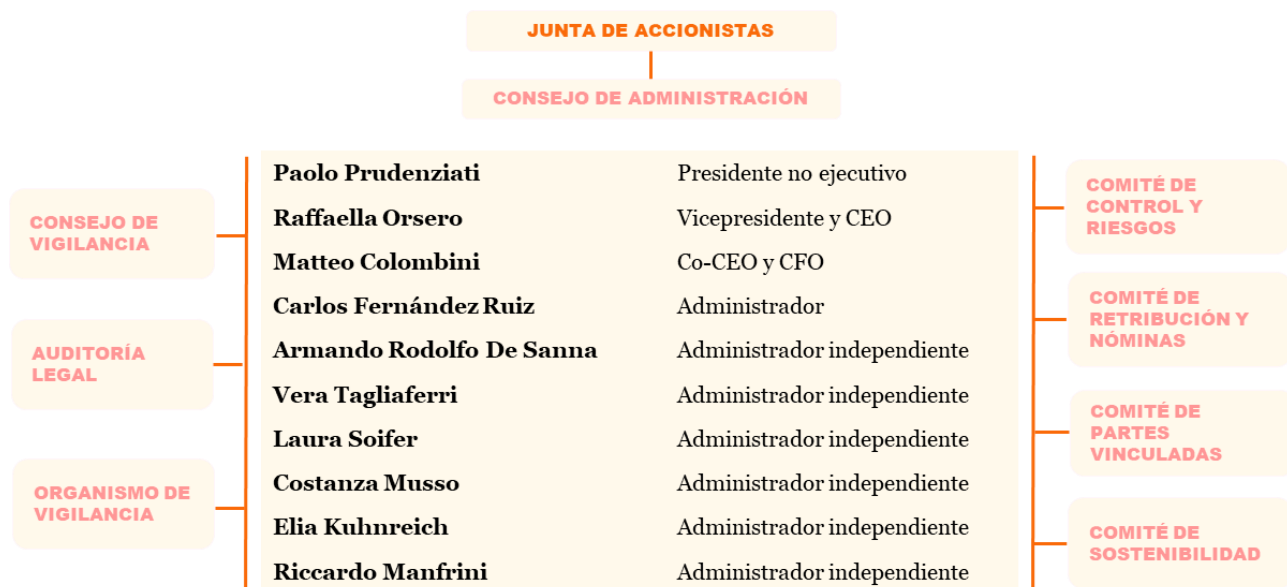 JUNTA DE ACCIONISTAS
CONSEJO DE ADMINISTRACIÓN
CONSEJO DE
VIGILANCIA
AUDITORÍA
LEGAL
ORGANISMO DE
VIGILANCIA
Paolo Prudenziati Presidente no ejecutivo
Raffaella Orsero Vicepresidente y CEO
Matteo Colombini Co-CEO y CFO
Carlos Fernández Ruiz Administrador
Armando Rodolfo De Sanna Administrador independiente
Vera Tagliaferri Administrador independiente
Laura Soifer Administrador independiente
Costanza Musso Administrador independiente
Elia Kuhnreich Administrador independiente
Riccardo Manfrini Administrador independiente
COMITÉ DE
CONTROL Y
RIESGOS
COMITÉ DE
RETRIBUCIÓN Y
NÓMINAS
COMITÉ DE
PARTES
VINCULADAS
COMITÉ DE
SOSTENIBILIDAD